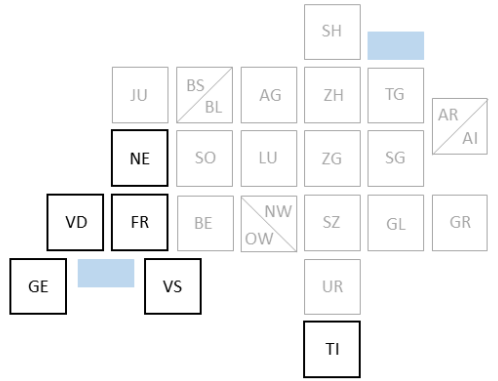 SH
JU BS BL AG ZH TG
AR AI
NE SO LU ZG SG
VD FR BE NW OW SZ GL GR
GE VS UR
TI